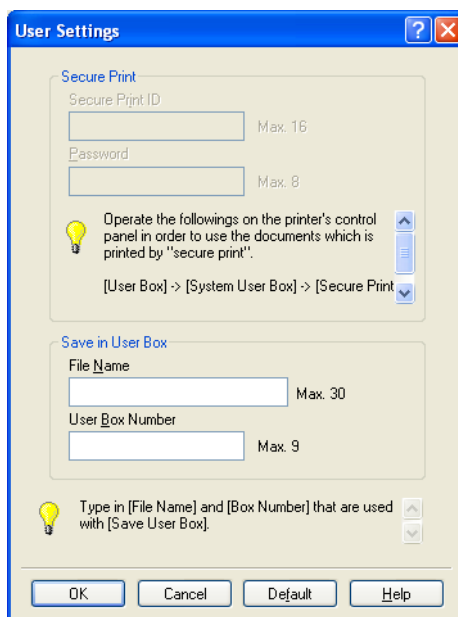 User Settings
Secure Print
Secure Print ID
Max. 16
Password
Max. 8
Operate the followings on the printer's control
panel in order to use the documents which is
printed by "secure print".
[User Box] -> [System User Box] -> [Secure Print
Save in User Box
File Name
Max. 30
User Box Number
Max. 9
Type in [File Name] and [Box Number] that are used
with [Save User Box].
OK Cancel Default Help